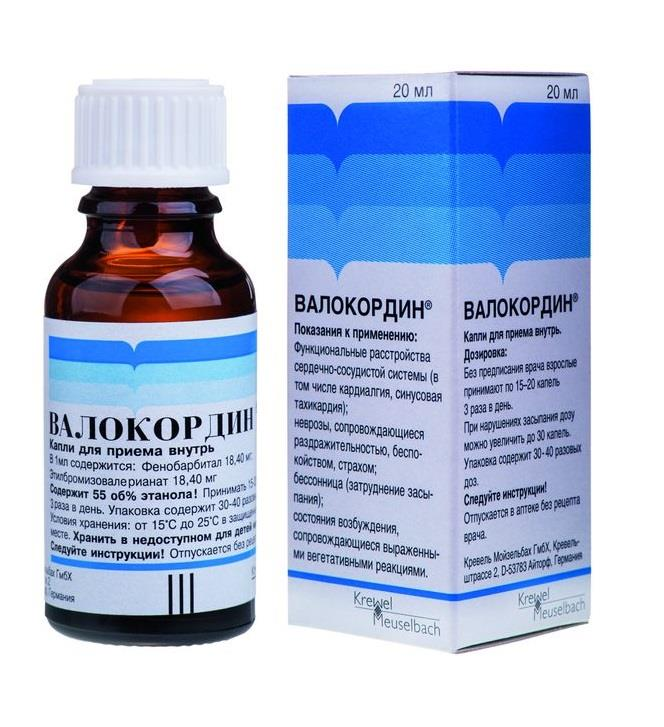 ВАЛОКОРДИН
Капли для приема внутрь
В 1мл содержится: Фенобарбитал 18,40 мг
Этилбромизовалерианат 18,40 мг
Содержит 55 об% этанола! Принимать 15-
3 раза в день. Упаковка содержит 30-40
Условия хранения: от 15°С до 25°С в
месте. Хранить в недоступном для детей
Следуйте инструкции! Отпускается без
ГмбХ
Германия
20 мл
ВАЛОКОРДИН®
Показания к применению:
Функциональные расстройства
сердечно-сосудистой системы (в
том числе кардиалгия, синусовая
тахикардия);
неврозы, сопровождающиеся
раздражительностью, беспо-
койством, страхом;
бессонница (затруднение засы-
пания);
состояния возбуждения,
сопровождающиеся выраженны-
ми вегетативными реакциями.
Krewel
Meuselbach
20 мл
ВАЛОКОРДИН®
Капли для приема внутрь.
Дозировка:
Без предписания врача взрослые
принимают по 15–20 капель
3 раза в день.
При нарушениях засыпания дозу
можно увеличить до 30 капель.
Упаковка содержит 30-40 разовых
доз.
Следуйте инструкции!
Отпускается в аптеке без рецепта
врача.
Кревель Мойзельбах ГмбХ, Кревель-
штрассе 2, D-53783 Айторф, Германия
Krewel
Meuselbach